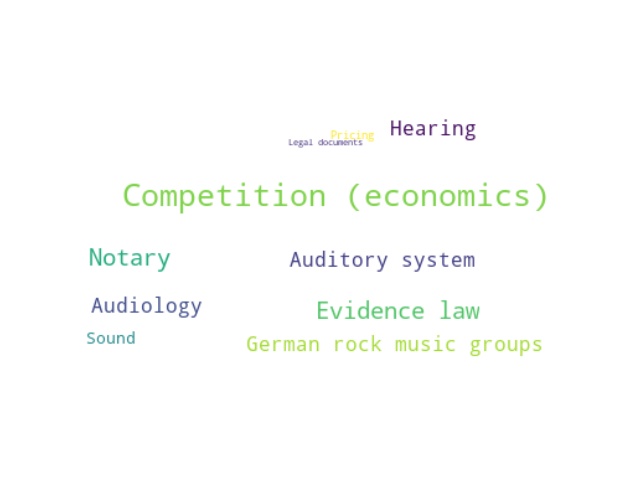 Hearing
Pricing
Legal documents
Competition (economics)
Notary
Auditory system
Audiology
Evidence law
Sound
German rock music groups